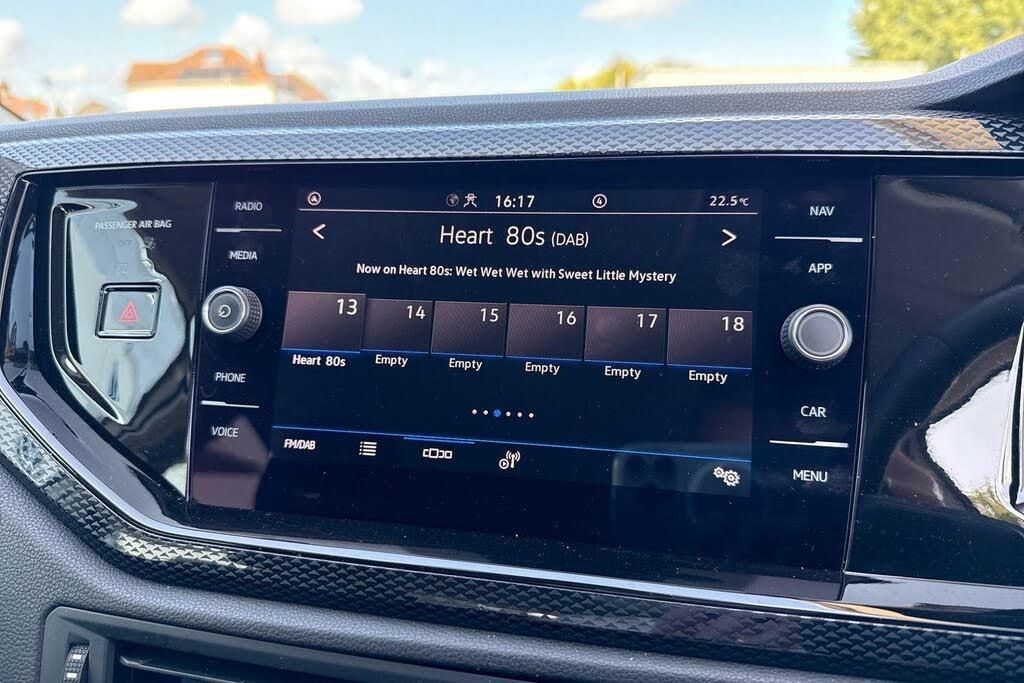 PASSENGER AIR BAG
OFF
RADIO
MEDIA
PHONE
VOICE
16:17
4
22.5°C
< Heart 80s (DAB) >
Now on Heart 80s: Wet Wet Wet with Sweet Little Mystery
13 14 15 16 17 18
Heart 80s Empty Empty Empty Empty Empty
FM/DAB
NAV
APP
CAR
MENU